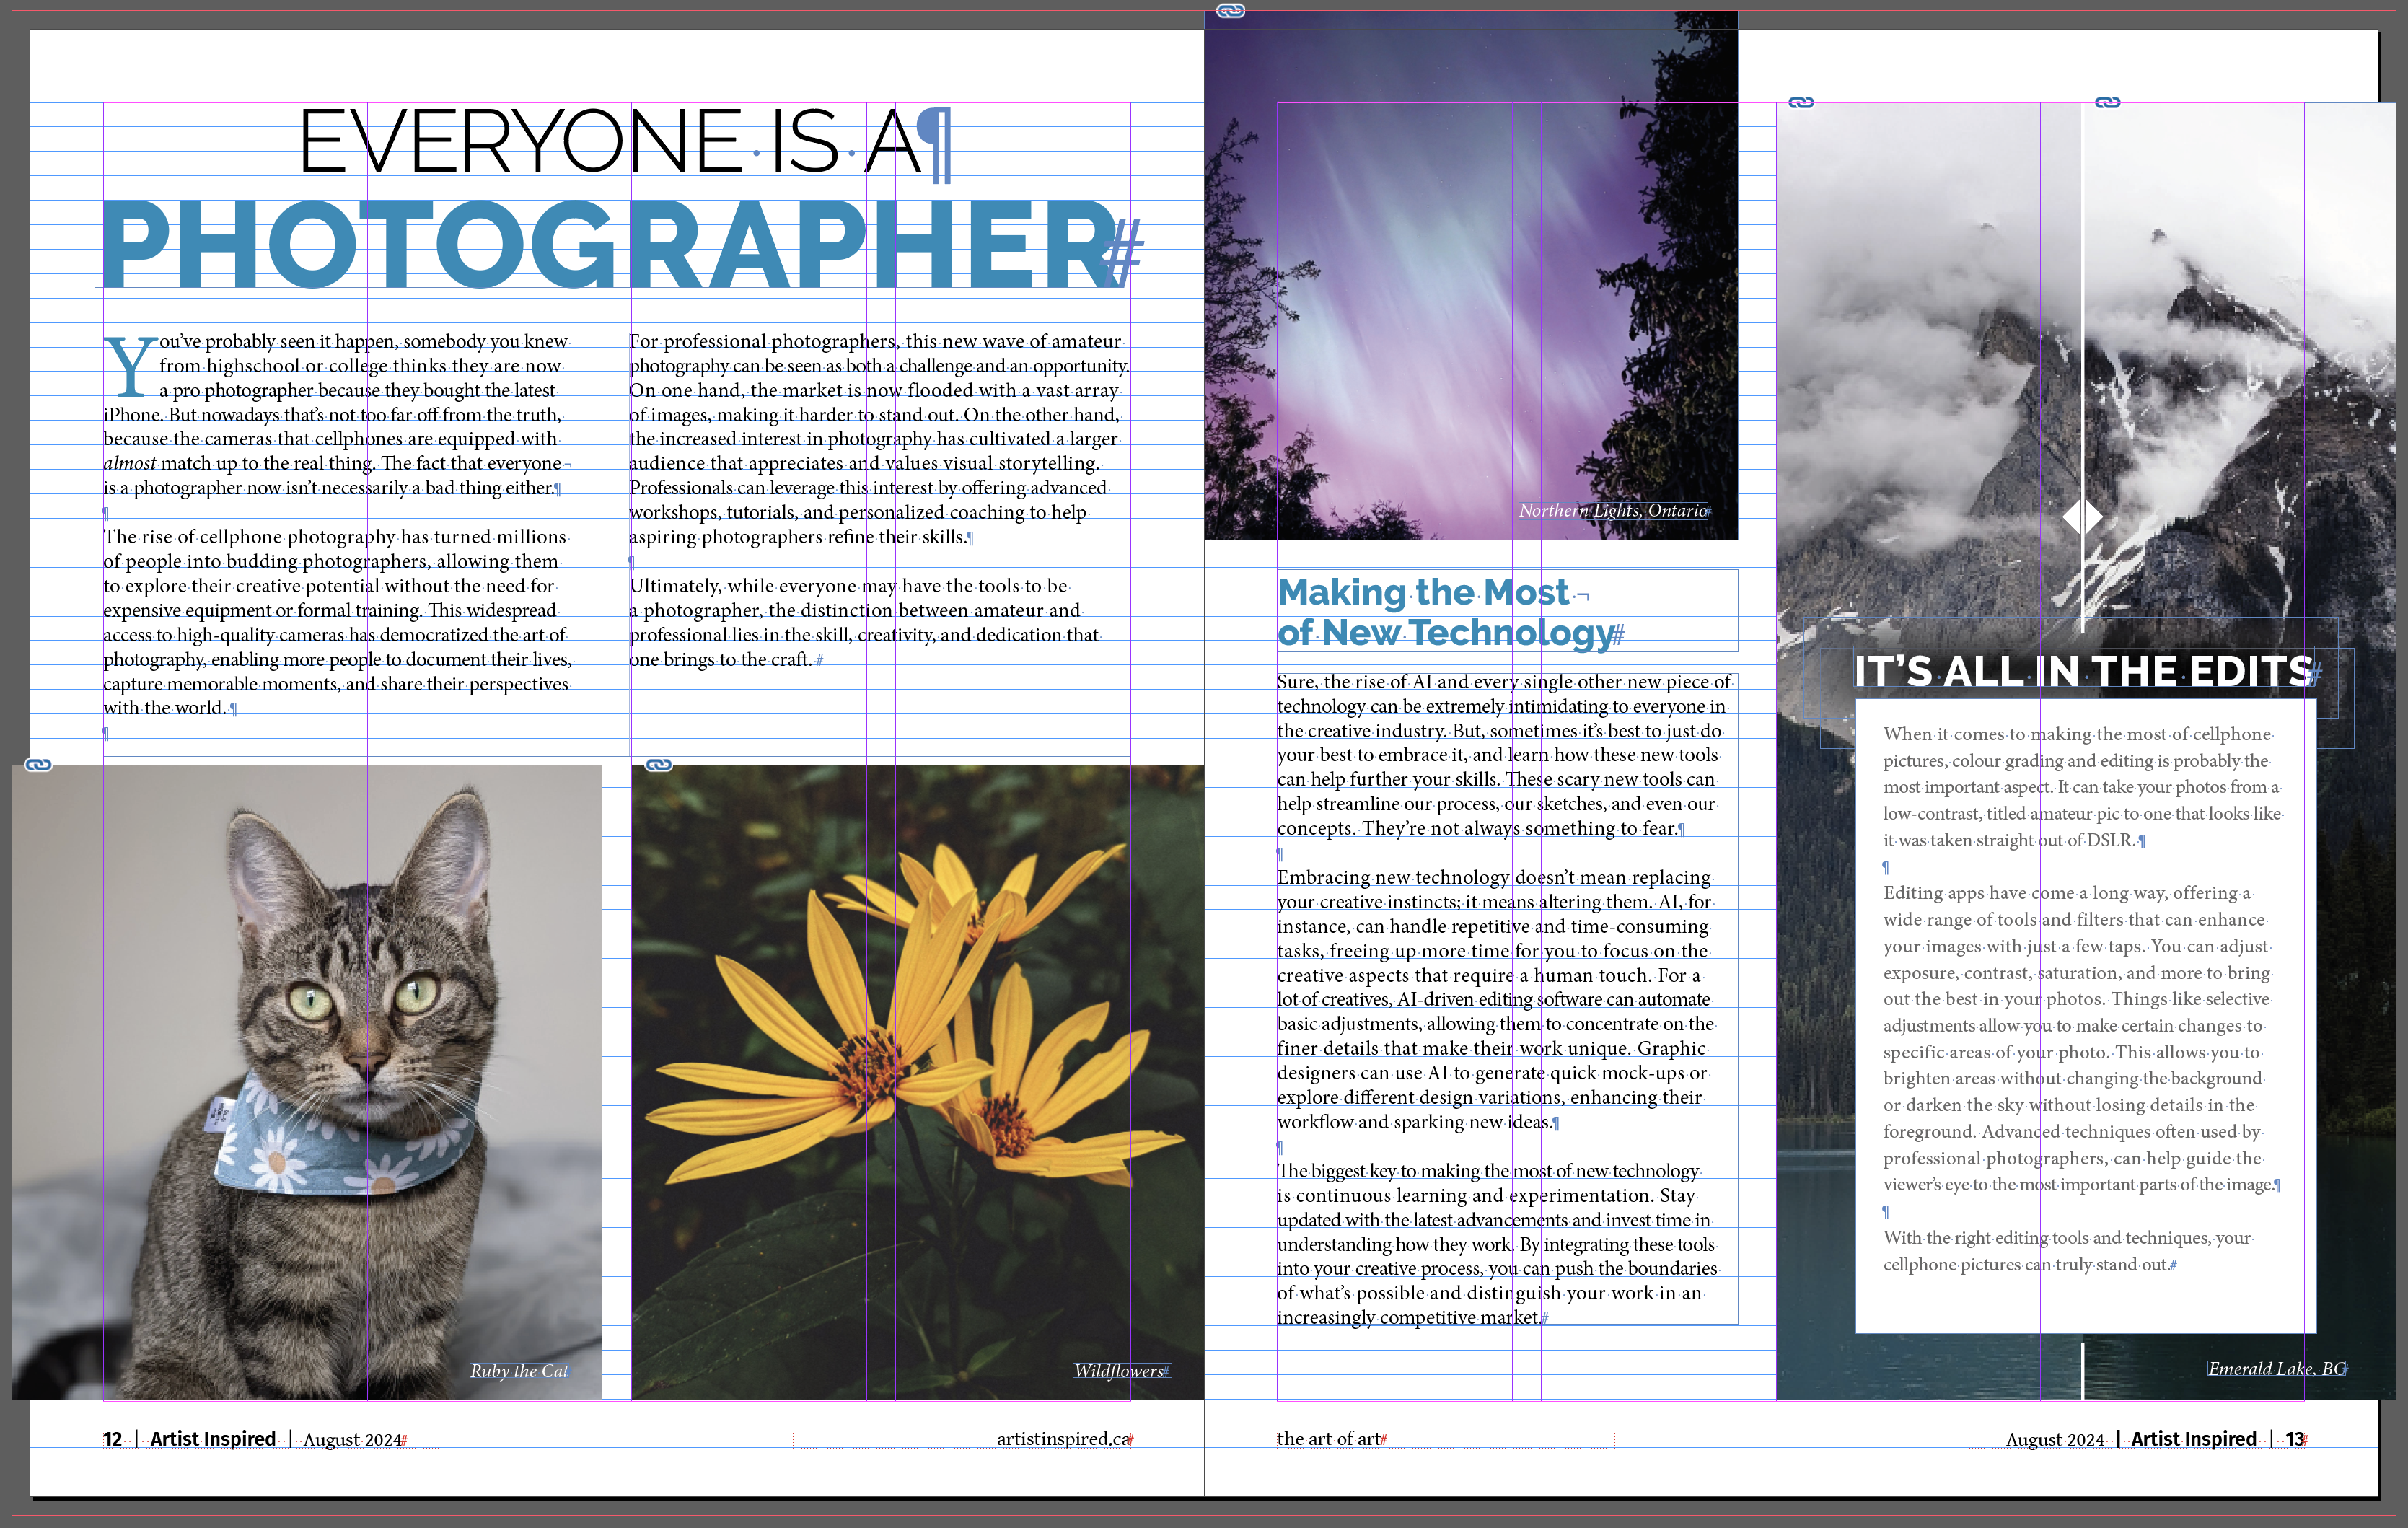 EVERYONE IS A
PHOTOGRAPHER
You’ve probably seen it happen, somebody you knew
from highschool or college thinks they are now
a pro photographer because they bought the latest
iPhone. But nowadays that’s not too far off from the truth,
because the cameras that cellphones are equipped with
almost match up to the real thing. The fact that everyone
is a photographer now isn’t necessarily a bad thing either.
The rise of cellphone photography has turned millions
of people into budding photographers, allowing them
to explore their creative potential without the need for
expensive equipment or formal training. This widespread
access to high-quality cameras has democratized the art of
photography, enabling more people to document their lives,
capture memorable moments, and share their perspectives
with the world.
For professional photographers, this new wave of amateur
photography can be seen as both a challenge and an opportunity.
On one hand, the market is now flooded with a vast array
of images, making it harder to stand out. On the other hand,
the increased interest in photography has cultivated a larger
audience that appreciates and values visual storytelling.
Professionals can leverage this interest by offering advanced
workshops, tutorials, and personalized coaching to help
aspiring photographers refine their skills.
Ultimately, while everyone may have the tools to be
a photographer, the distinction between amateur and
professional lies in the skill, creativity, and dedication that
one brings to the craft.
Ruby the Cat
Wildflowers
12 | Artist Inspired | August 2024
artistinspired.ca
Northern Lights, Ontario
Making the Most
of New Technology
Sure, the rise of AI and every single other new piece of
technology can be extremely intimidating to everyone in
the creative industry. But, sometimes it’s best to just do
your best to embrace it, and learn how these new tools
can help further your skills. These scary new tools can
help streamline our process, our sketches, and even our
concepts. They’re not always something to fear.
Embracing new technology doesn’t mean replacing
your creative instincts; it means altering them. AI, for
instance, can handle repetitive and time-consuming
tasks, freeing up more time for you to focus on the
creative aspects that require a human touch. For a
lot of creatives, AI-driven editing software can automate
basic adjustments, allowing them to concentrate on the
finer details that make their work unique. Graphic
designers can use AI to generate quick mock-ups or
explore different design variations, enhancing their
workflow and sparking new ideas.
The biggest key to making the most of new technology
is continuous learning and experimentation. Stay
updated with the latest advancements and invest time in
understanding how they work. By integrating these tools
into your creative process, you can push the boundaries
of what’s possible and distinguish your work in an
increasingly competitive market.
IT’S ALL IN THE EDITS
When it comes to making the most of cellphone
pictures, colour grading and editing is probably the
most important aspect. It can take your photos from a
low-contrast, titled amateur pic to one that looks like
it was taken straight out of DSLR.
Editing apps have come a long way, offering a
wide range of tools and filters that can enhance
your images with just a few taps. You can adjust
exposure, contrast, saturation, and more to bring
out the best in your photos. Things like selective
adjustments allow you to make certain changes to
specific areas of your photo. This allows you to
brighten areas without changing the background
or darken the sky without losing details in the
foreground. Advanced techniques often used by
professional photographers, can help guide the
viewer’s eye to the most important parts of the image.
With the right editing tools and techniques, your
cellphone pictures can truly stand out.
Emerald Lake, BC
the art of art
August 2024 | Artist Inspired | 13